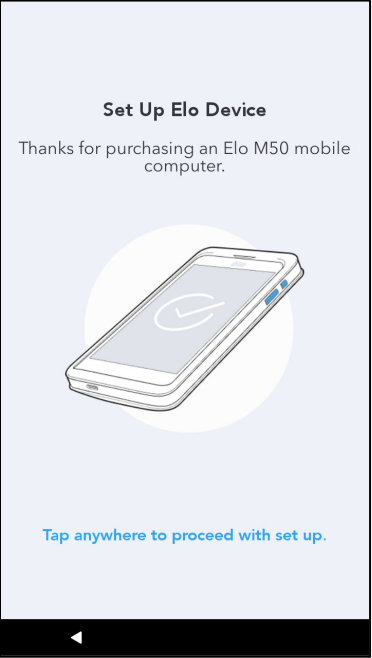 Set Up Elo Device
Thanks for purchasing an Elo M50 mobile
computer.
Tap anywhere to proceed with set up.